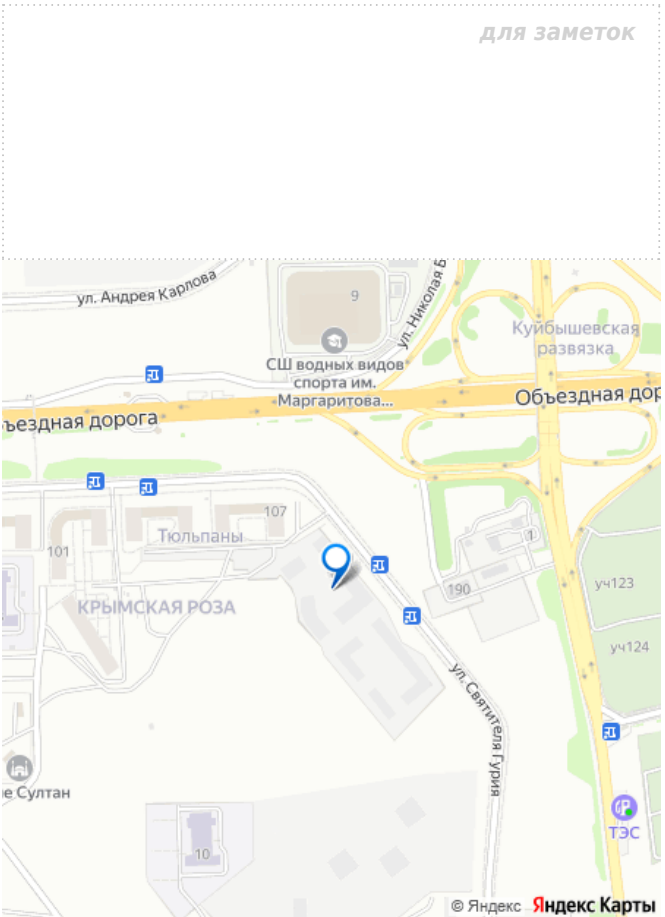 для заметок
ул. Андрея Карлова
9
ул. Николая Б
Куйбышевская
развязка
СШ водных видов
спорта им.
Маргаритова...
Объездная дор
ъездная дорога
107
Тюльпаны
101
1
190
уч123
КРЫМСКАЯ РОЗА
уч124
ул. Святителя Гурия
е Султан
ТЭС
10
© Яндекс Яндекс Карты